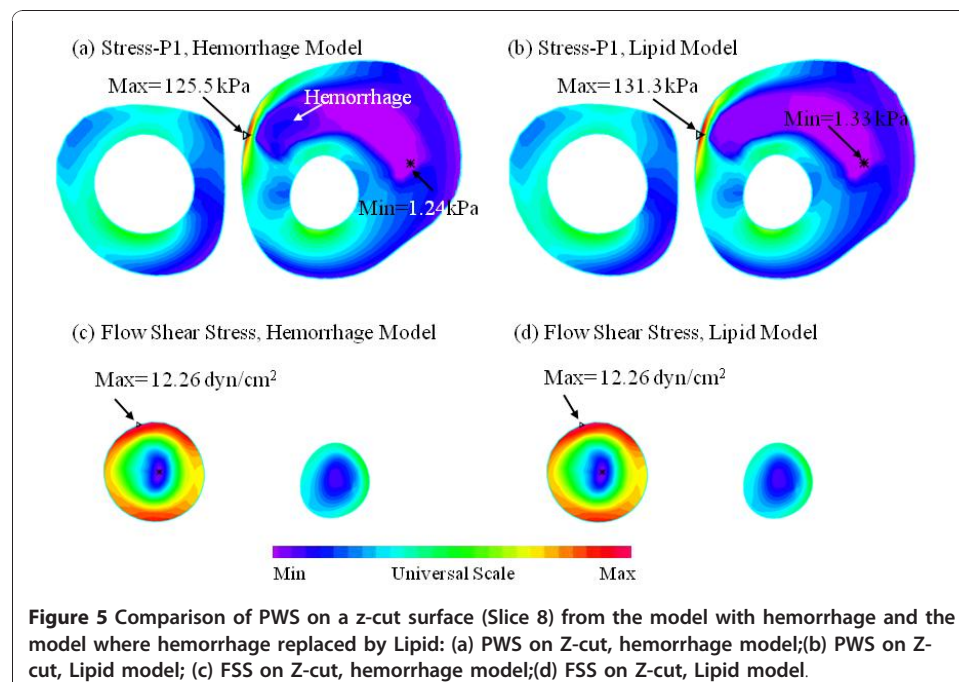 (a) Stress-P1, Hemorrhage Model
Max=125.5 kPa
Hemorrhage
Min=1.24kPa
(b) Stress-P1, Lipid Model
Max=131.3 kPa
Min=1.33kPa
(c) Flow Shear Stress, Hemorrhage Model
Max=12.26 dyn/cm²
(d) Flow Shear Stress, Lipid Model
Max=12.26 dyn/cm²
Min Universal Scale Max
Figure 5 Comparison of PWS on a z-cut surface (Slice 8) from the model with hemorrhage and the
model where hemorrhage replaced by Lipid: (a) PWS on Z-cut, hemorrhage model;(b) PWS on Z-
cut, Lipid model; (c) FSS on Z-cut, hemorrhage model;(d) FSS on Z-cut, Lipid model.